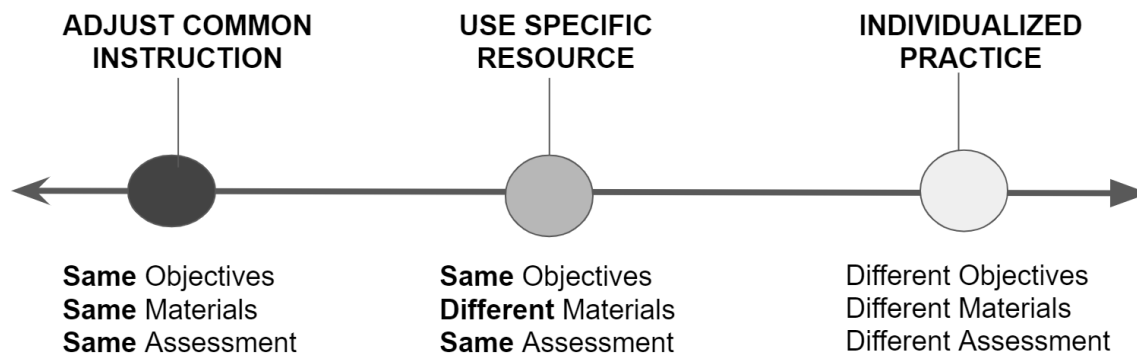 ADJUST COMMON
INSTRUCTION
USE SPECIFIC
RESOURCE
INDIVIDUALIZED
PRACTICE
Same Objectives
Same Materials
Same Assessment
Same Objectives
Different Materials
Same Assessment
Different Objectives
Different Materials
Different Assessment